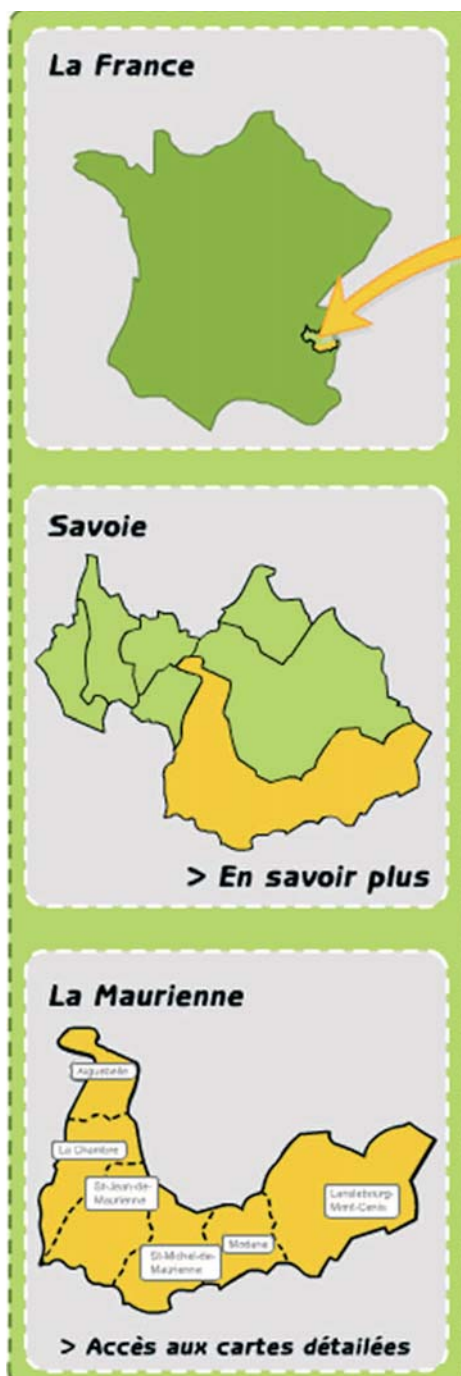 La France
Savoie
> En savoir plus
La Maurienne
Aiguebelle
La Chambre
St-Jean-de-
Maurienne
Lanslebourg-
Mont-Cenis
Modane
St-Michel-de-
Maurienne
> Accès aux cartes détailées